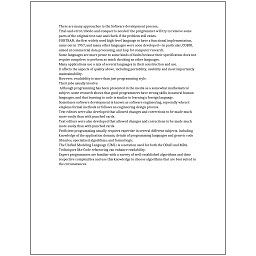 There are many approaches to the Software development process.
Trial-and-error/divide-and-conquer is needed: the programmer will try to rewrite some
parts of the original test case and check if the problem still exists.
FORTRAN, the first widely used high-level language to have a functional implementation,
came out in 1957, and many other languages were soon developed—in particular, COBOL
aimed at commercial data processing, and Lisp for computer research.
Some languages are more prone to some kinds of faults because their specification does not
require compilers to perform as much checking as other languages.
Many applications use a mix of several languages in their construction and use.
It affects the aspects of quality above, including portability, usability and most importantly
maintainability.
However, readability is more than just programming style.
Their jobs usually involve:
Although programming has been presented in the media as a somewhat mathematical
subject, some research shows that good programmers have strong skills in natural human
languages, and that learning to code is similar to learning a foreign language.
Sometimes software development is known as software engineering, especially when it
employs formal methods or follows an engineering design process.
Text editors were also developed that allowed changes and corrections to be made much
more easily than with punched cards.
Text editors were also developed that allowed changes and corrections to be made much
more easily than with punched cards.
Proficient programming usually requires expertise in several different subjects, including
knowledge of the application domain, details of programming languages and generic code
libraries, specialized algorithms, and formal logic.
The Unified Modeling Language (UML) is a notation used for both the OOAD and MDA.
Techniques like Code refactoring can enhance readability.
Expert programmers are familiar with a variety of well-established algorithms and their
respective complexities and use this knowledge to choose algorithms that are best suited to
the circumstances.